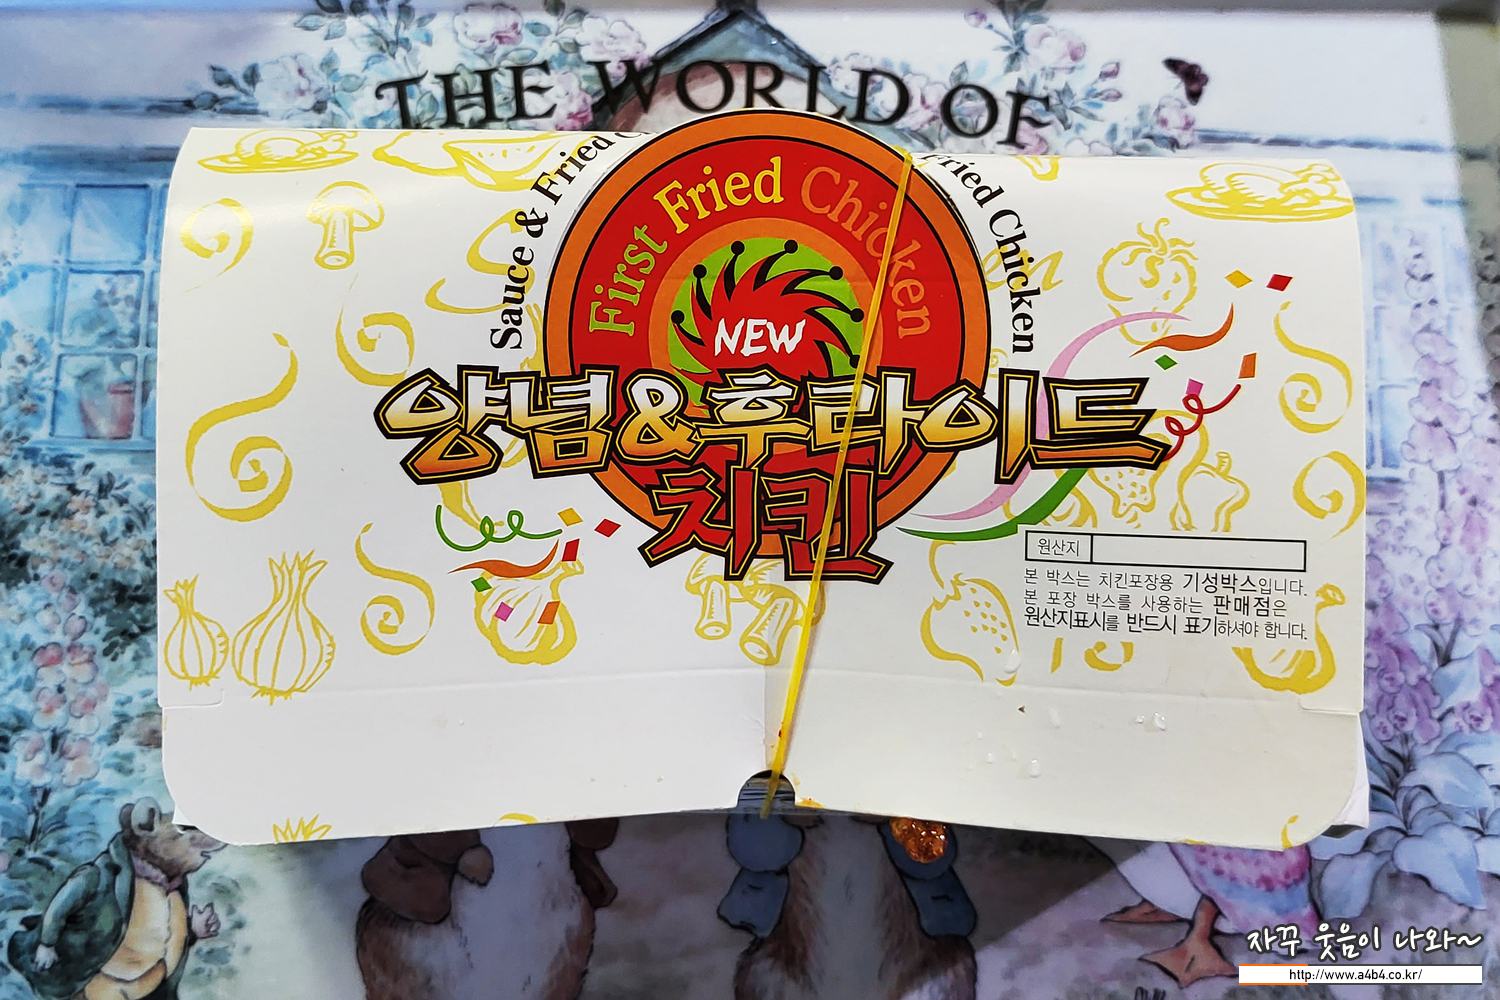 THE WORLD OF
Sauce & Fried
Fried Chicken
First Fried Chicken
NEW
양념&후라이드
치킨
원산지
본 박스는 치킨포장용 기성박스입니다.
본 포장 박스를 사용하는 판매점은
원산지표시를 반드시 표기하셔야 합니다.
자꾸 웃음이 나와~
http://www.a4b4.co.kr/